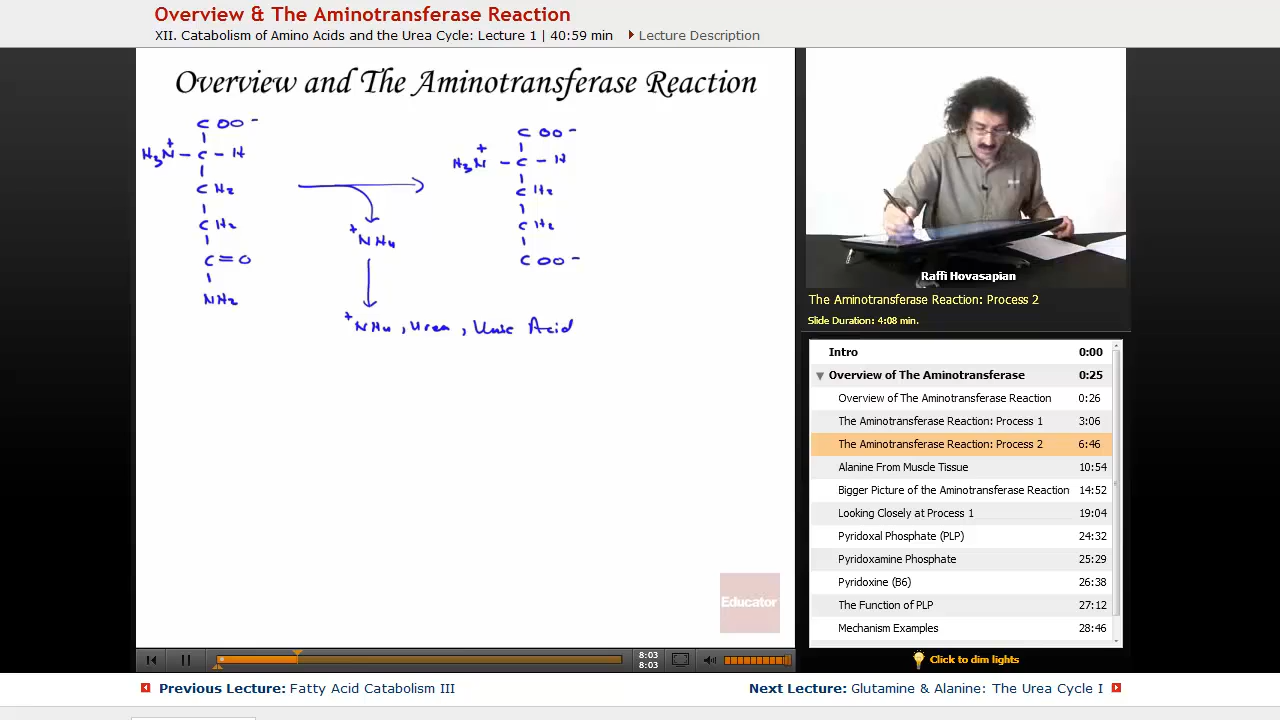 Overview & The Aminotransferase Reaction
XII. Catabolism of Amino Acids and the Urea Cycle: Lecture 1 | 40:59 min Lecture Description
Overview and The Aminotransferase Reaction
COO-
H3N+ - C - H
CH2
CH2
C=O
NH2
+NH4
+NH4, Urea, Uric Acid
COO-
H3N+ - C - H
CH2
CH2
COO-
Educator
8:03
8:03
Raffi Hovasapian
The Aminotransferase Reaction: Process 2
Slide Duration: 4:08 min.
Intro 0:00
Overview of The Aminotransferase 0:25
Overview of The Aminotransferase Reaction 0:26
The Aminotransferase Reaction: Process 1 3:06
The Aminotransferase Reaction: Process 2 6:46
Alanine From Muscle Tissue 10:54
Bigger Picture of the Aminotransferase Reaction 14:52
Looking Closely at Process 1 19:04
Pyridoxal Phosphate (PLP) 24:32
Pyridoxamine Phosphate 25:29
Pyridoxine (B6) 26:38
The Function of PLP 27:12
Mechanism Examples 28:46
Click to dim lights
Previous Lecture: Fatty Acid Catabolism III
Next Lecture: Glutamine & Alanine: The Urea Cycle I